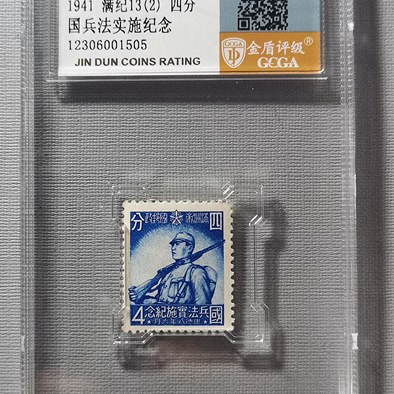 1941 满纪13(2) 四分
国兵法实施纪念
12306001505
JIN DUN COINS RATING
金盾评级®
GCGA
四
分
國兵法實施紀念
4